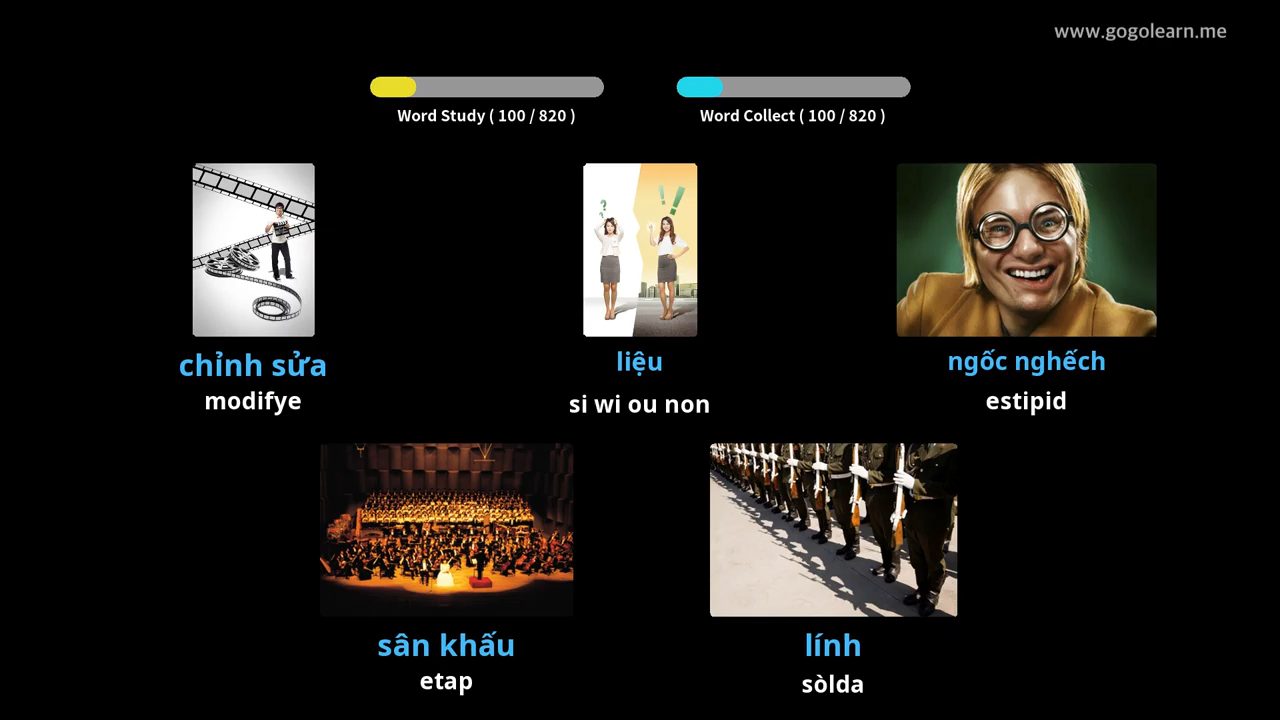 www.gogolearn.me
Word Study ( 100 / 820 )
Word Collect ( 100 / 820 )
chỉnh sửa
modifye
liệu
si wi ou non
ngốc nghếch
estipid
sân khấu
etap
lính
sòlda